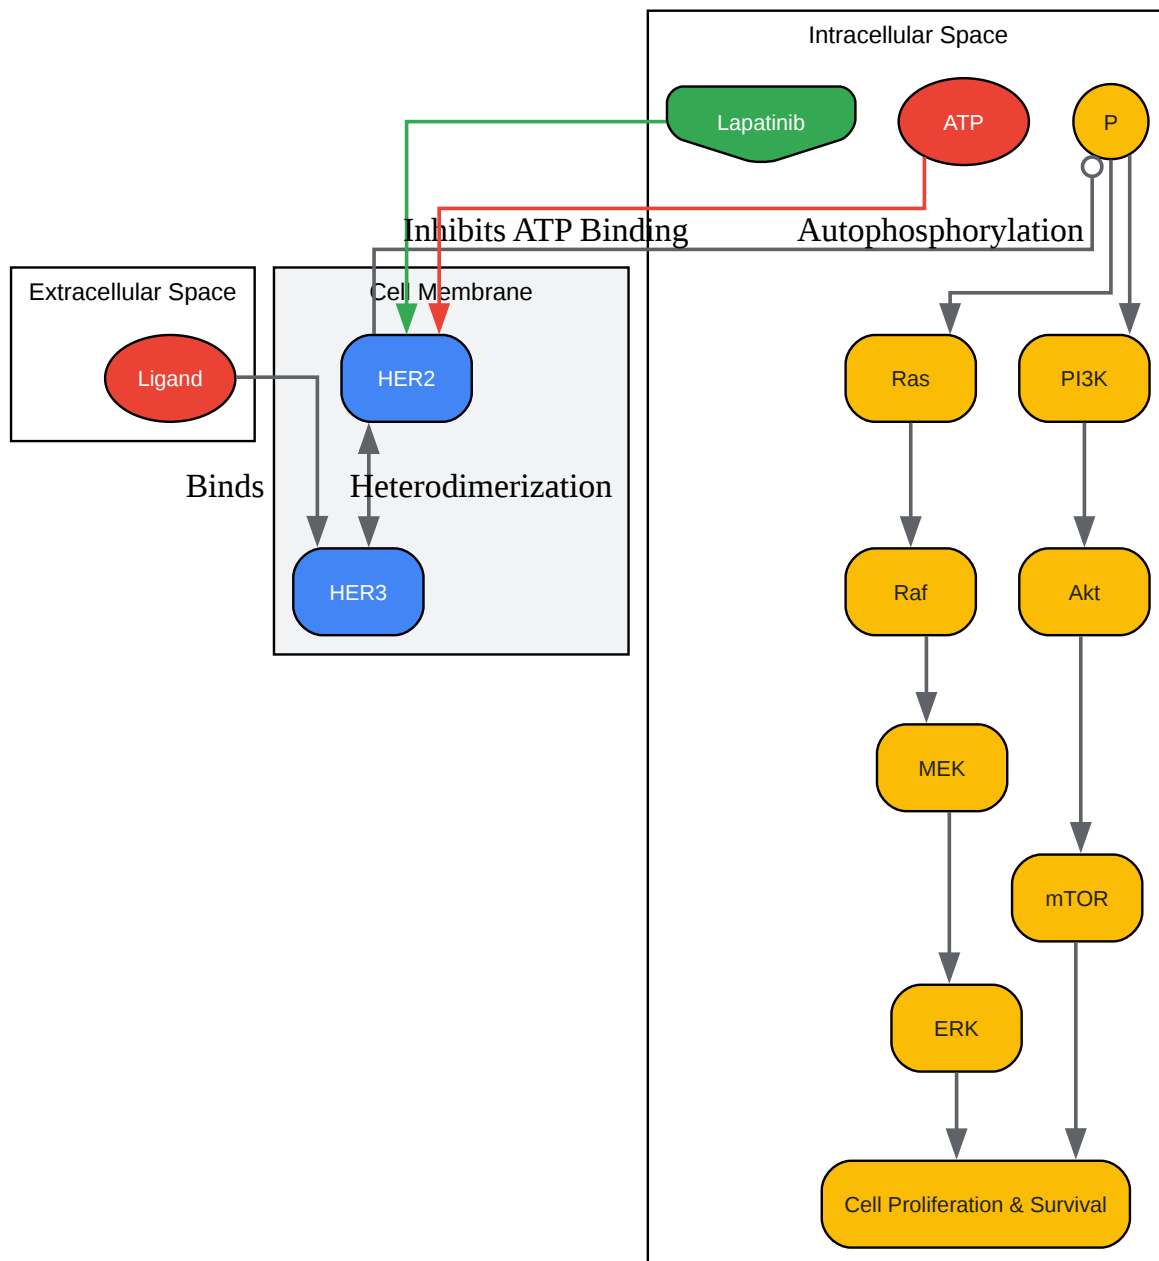 Intracellular Space
Lapatinib
ATP
P
Inhibits ATP Binding
Autophosphorylation
Extracellular Space
Cell Membrane
Ligand
HER2
Ras
PI3K
Binds
Heterodimerization
HER3
Raf
Akt
MEK
mTOR
ERK
Cell Proliferation & Survival